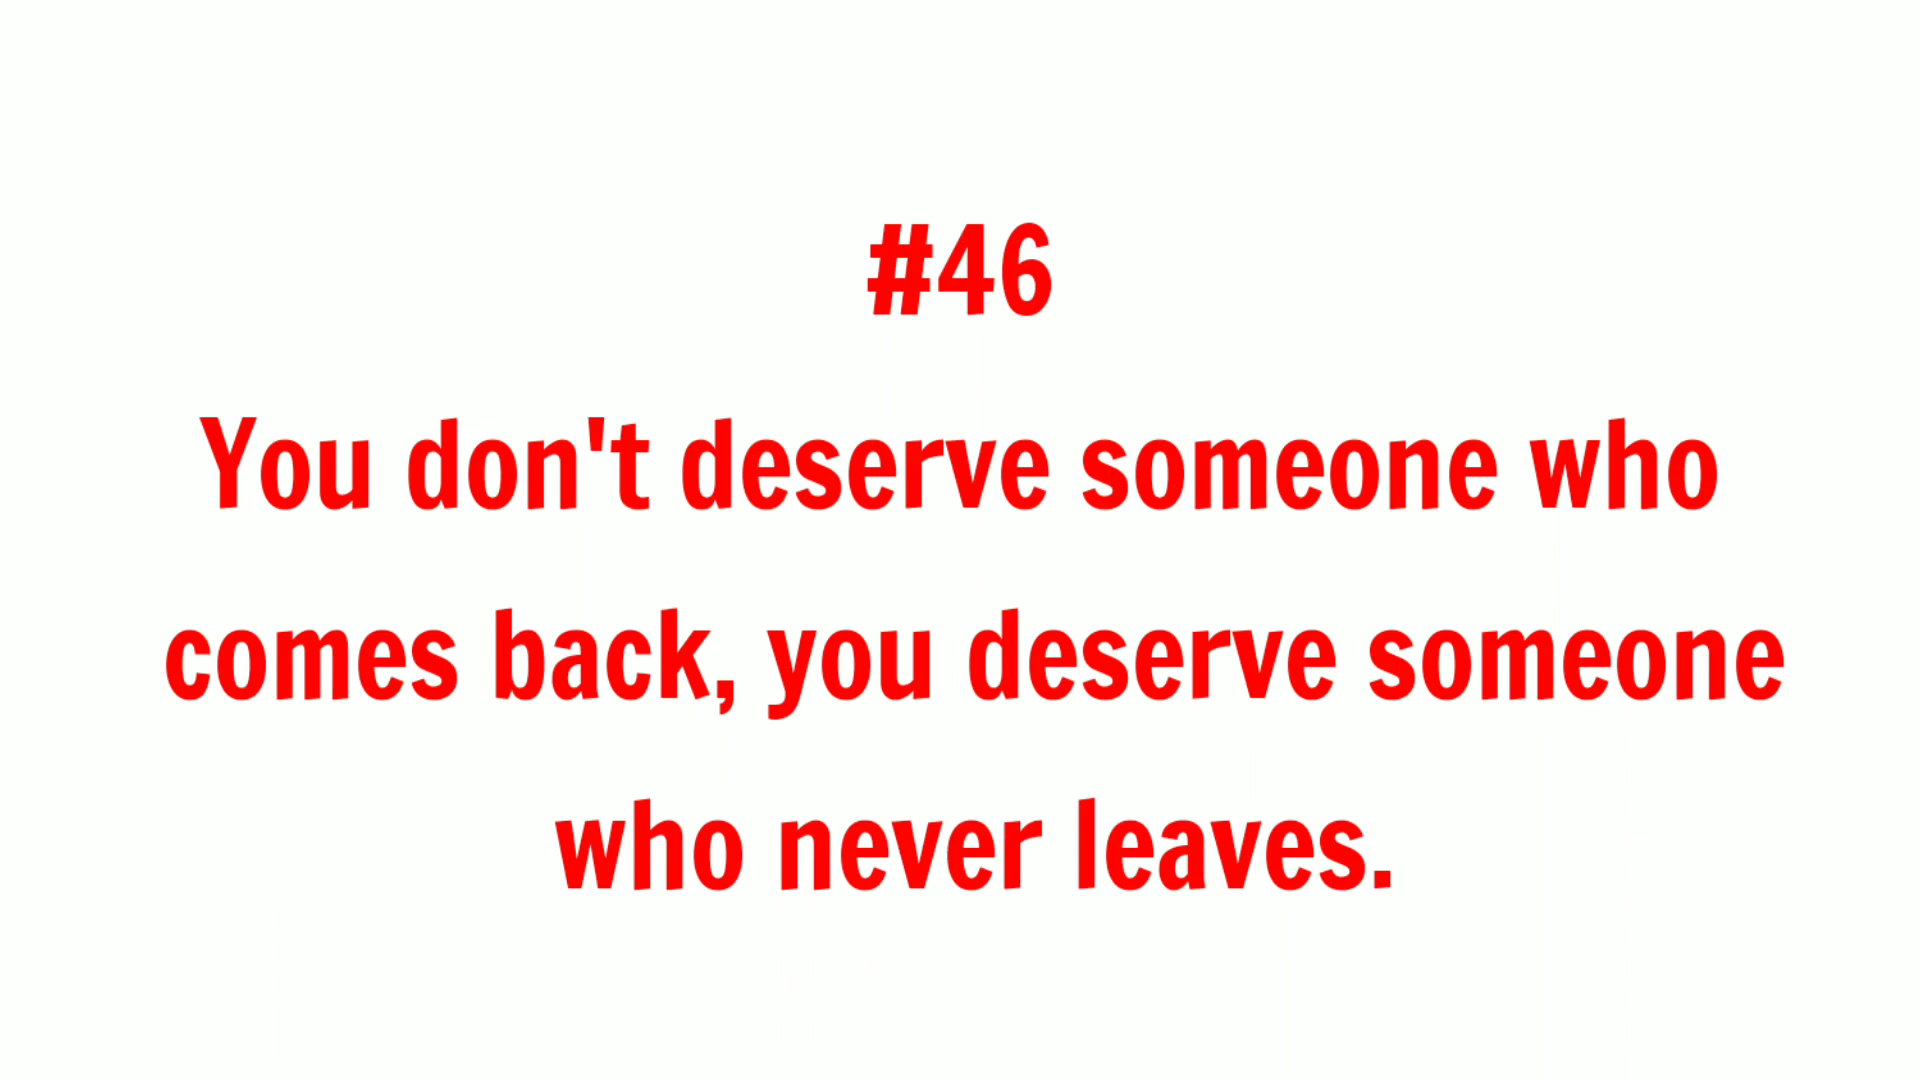 #46
You don't deserve someone who
comes back, you deserve someone
who never leaves.